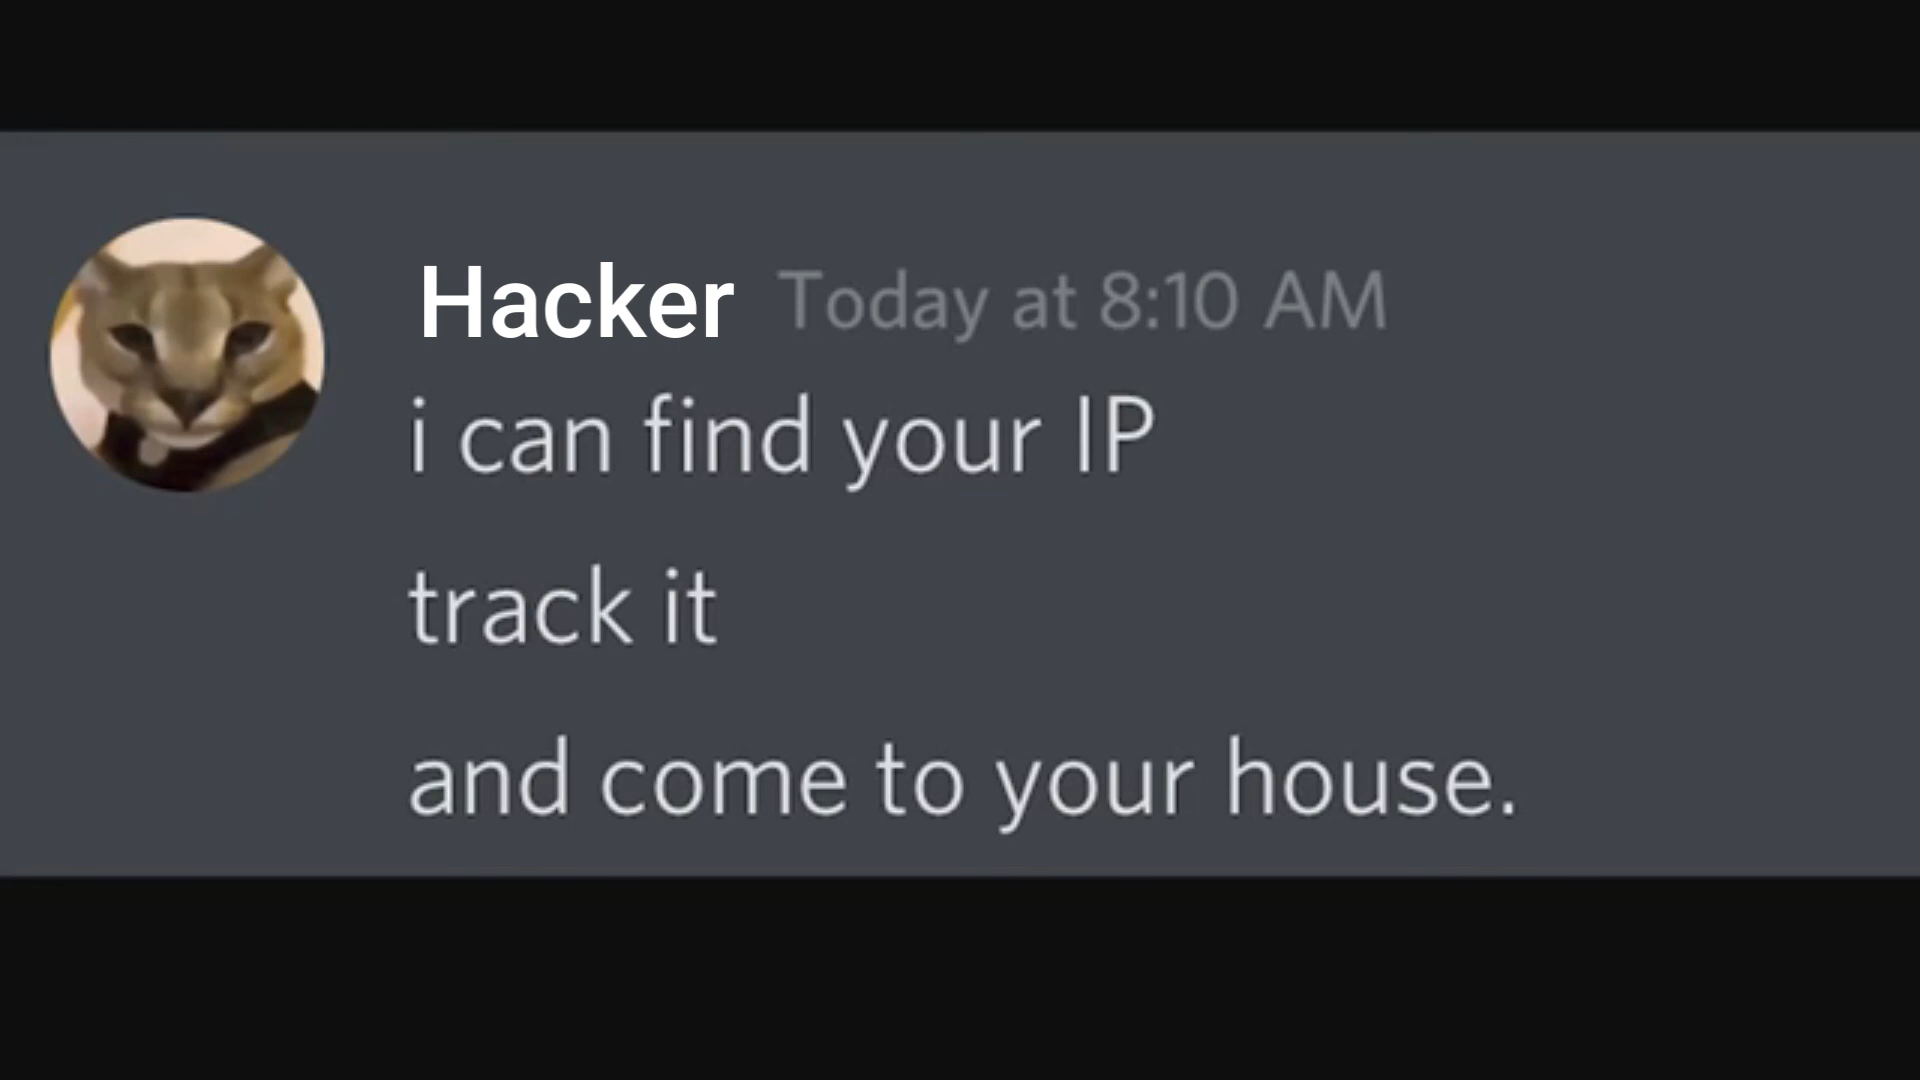 Hacker Today at 8:10 AM
i can find your IP
track it
and come to your house.